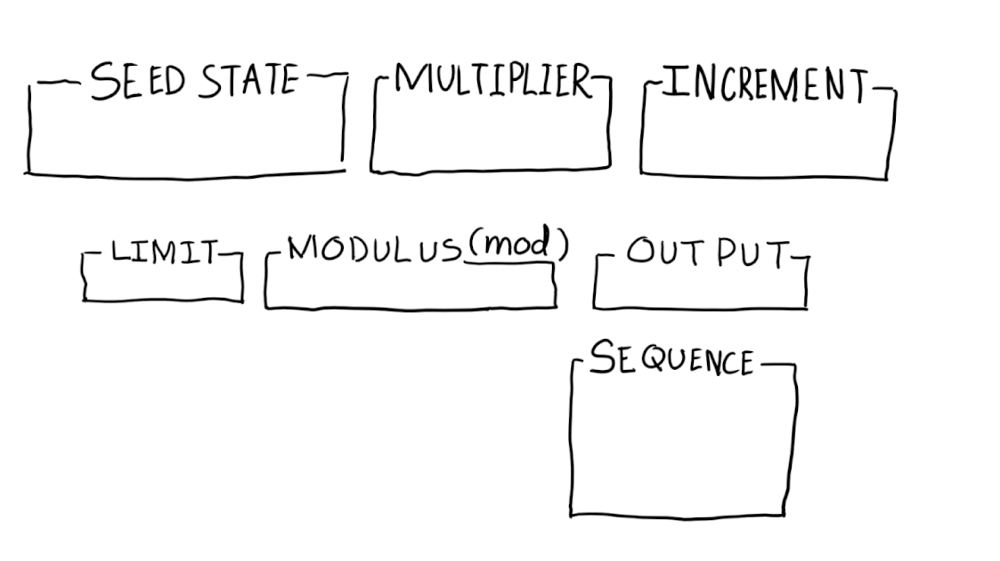 SEED STATE MULTIPLIER INCREMENT
LIMIT MODULUS (mod) OUTPUT
SEQUENCE